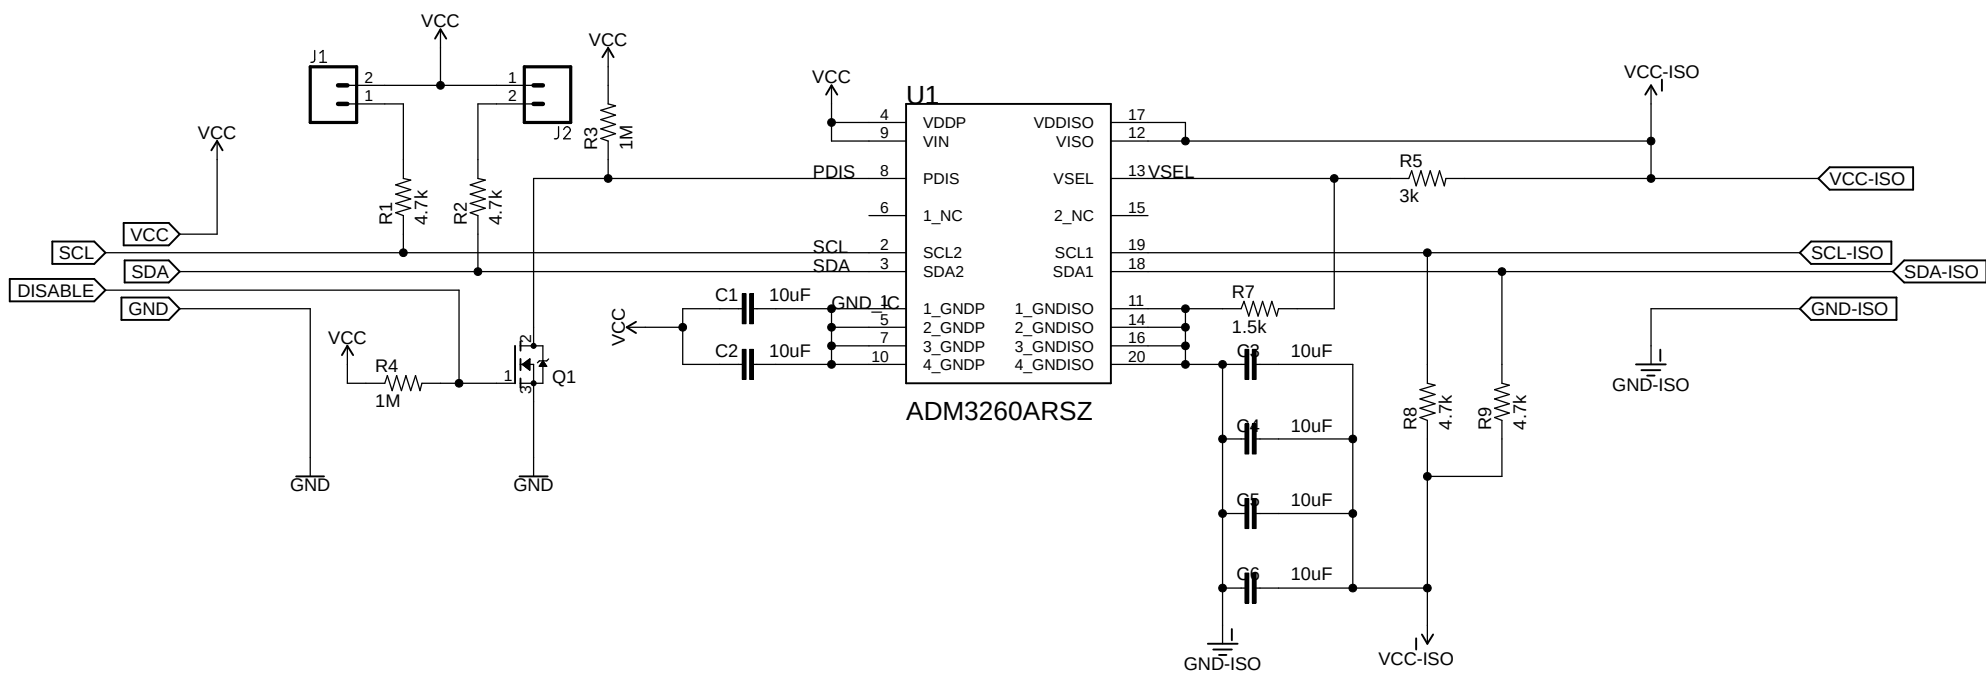 VCC
J1
2
1
1
2
J2
VCC
R3
1M
VCC
U1
VCC-ISO
VCC
4
VDDP
VDDISO
17
9
VIN
VISO
12
R5
3k
PDIS
8
PDIS
VSEL
13
VSEL
VCC-ISO
R1
4.7k
R2
4.7k
6
1_NC
2_NC
15
VCC
SCL
SCL
2
SCL2
SCL1
19
SCL-ISO
SDA
SDA
3
SDA2
SDA1
18
SDA-ISO
DISABLE
GND
C1
10uF
GND_IC
1
1_GNDP
1_GNDISO
11
R7
1.5k
GND-ISO
VCC
5
2_GNDP
2_GNDISO
14
7
3_GNDP
3_GNDISO
16
C2
10uF
10
4_GNDP
4_GNDISO
20
C3
10uF
VCC
R4
1M
2
1
3
Q1
ADM3260ARSZ
GND-ISO
R8
4.7k
R9
4.7k
C4
10uF
GND
GND
C5
10uF
C6
10uF
GND-ISO
VCC-ISO